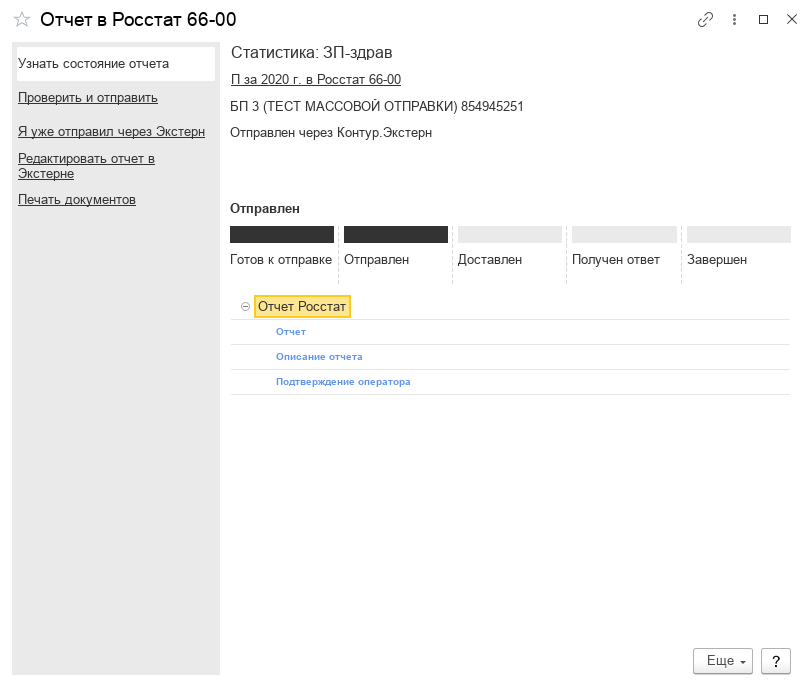 Отчет в Росстат 66-00
Узнать состояние отчета
Проверить и отправить
Я уже отправил через Экстерн
Редактировать отчет в
Экстерне
Печать документов
Статистика: ЗП-здрав
П за 2020 г. в Росстат 66-00
БП 3 (ТЕСТ МАССОВОЙ ОТПРАВКИ) 854945251
Отправлен через Контур.Экстерн
Отправлен
Готов к отправке Отправлен Доставлен Получен ответ Завершен
Отчет Росстат
Отчет
Описание отчета
Подтверждение оператора
Еще ?